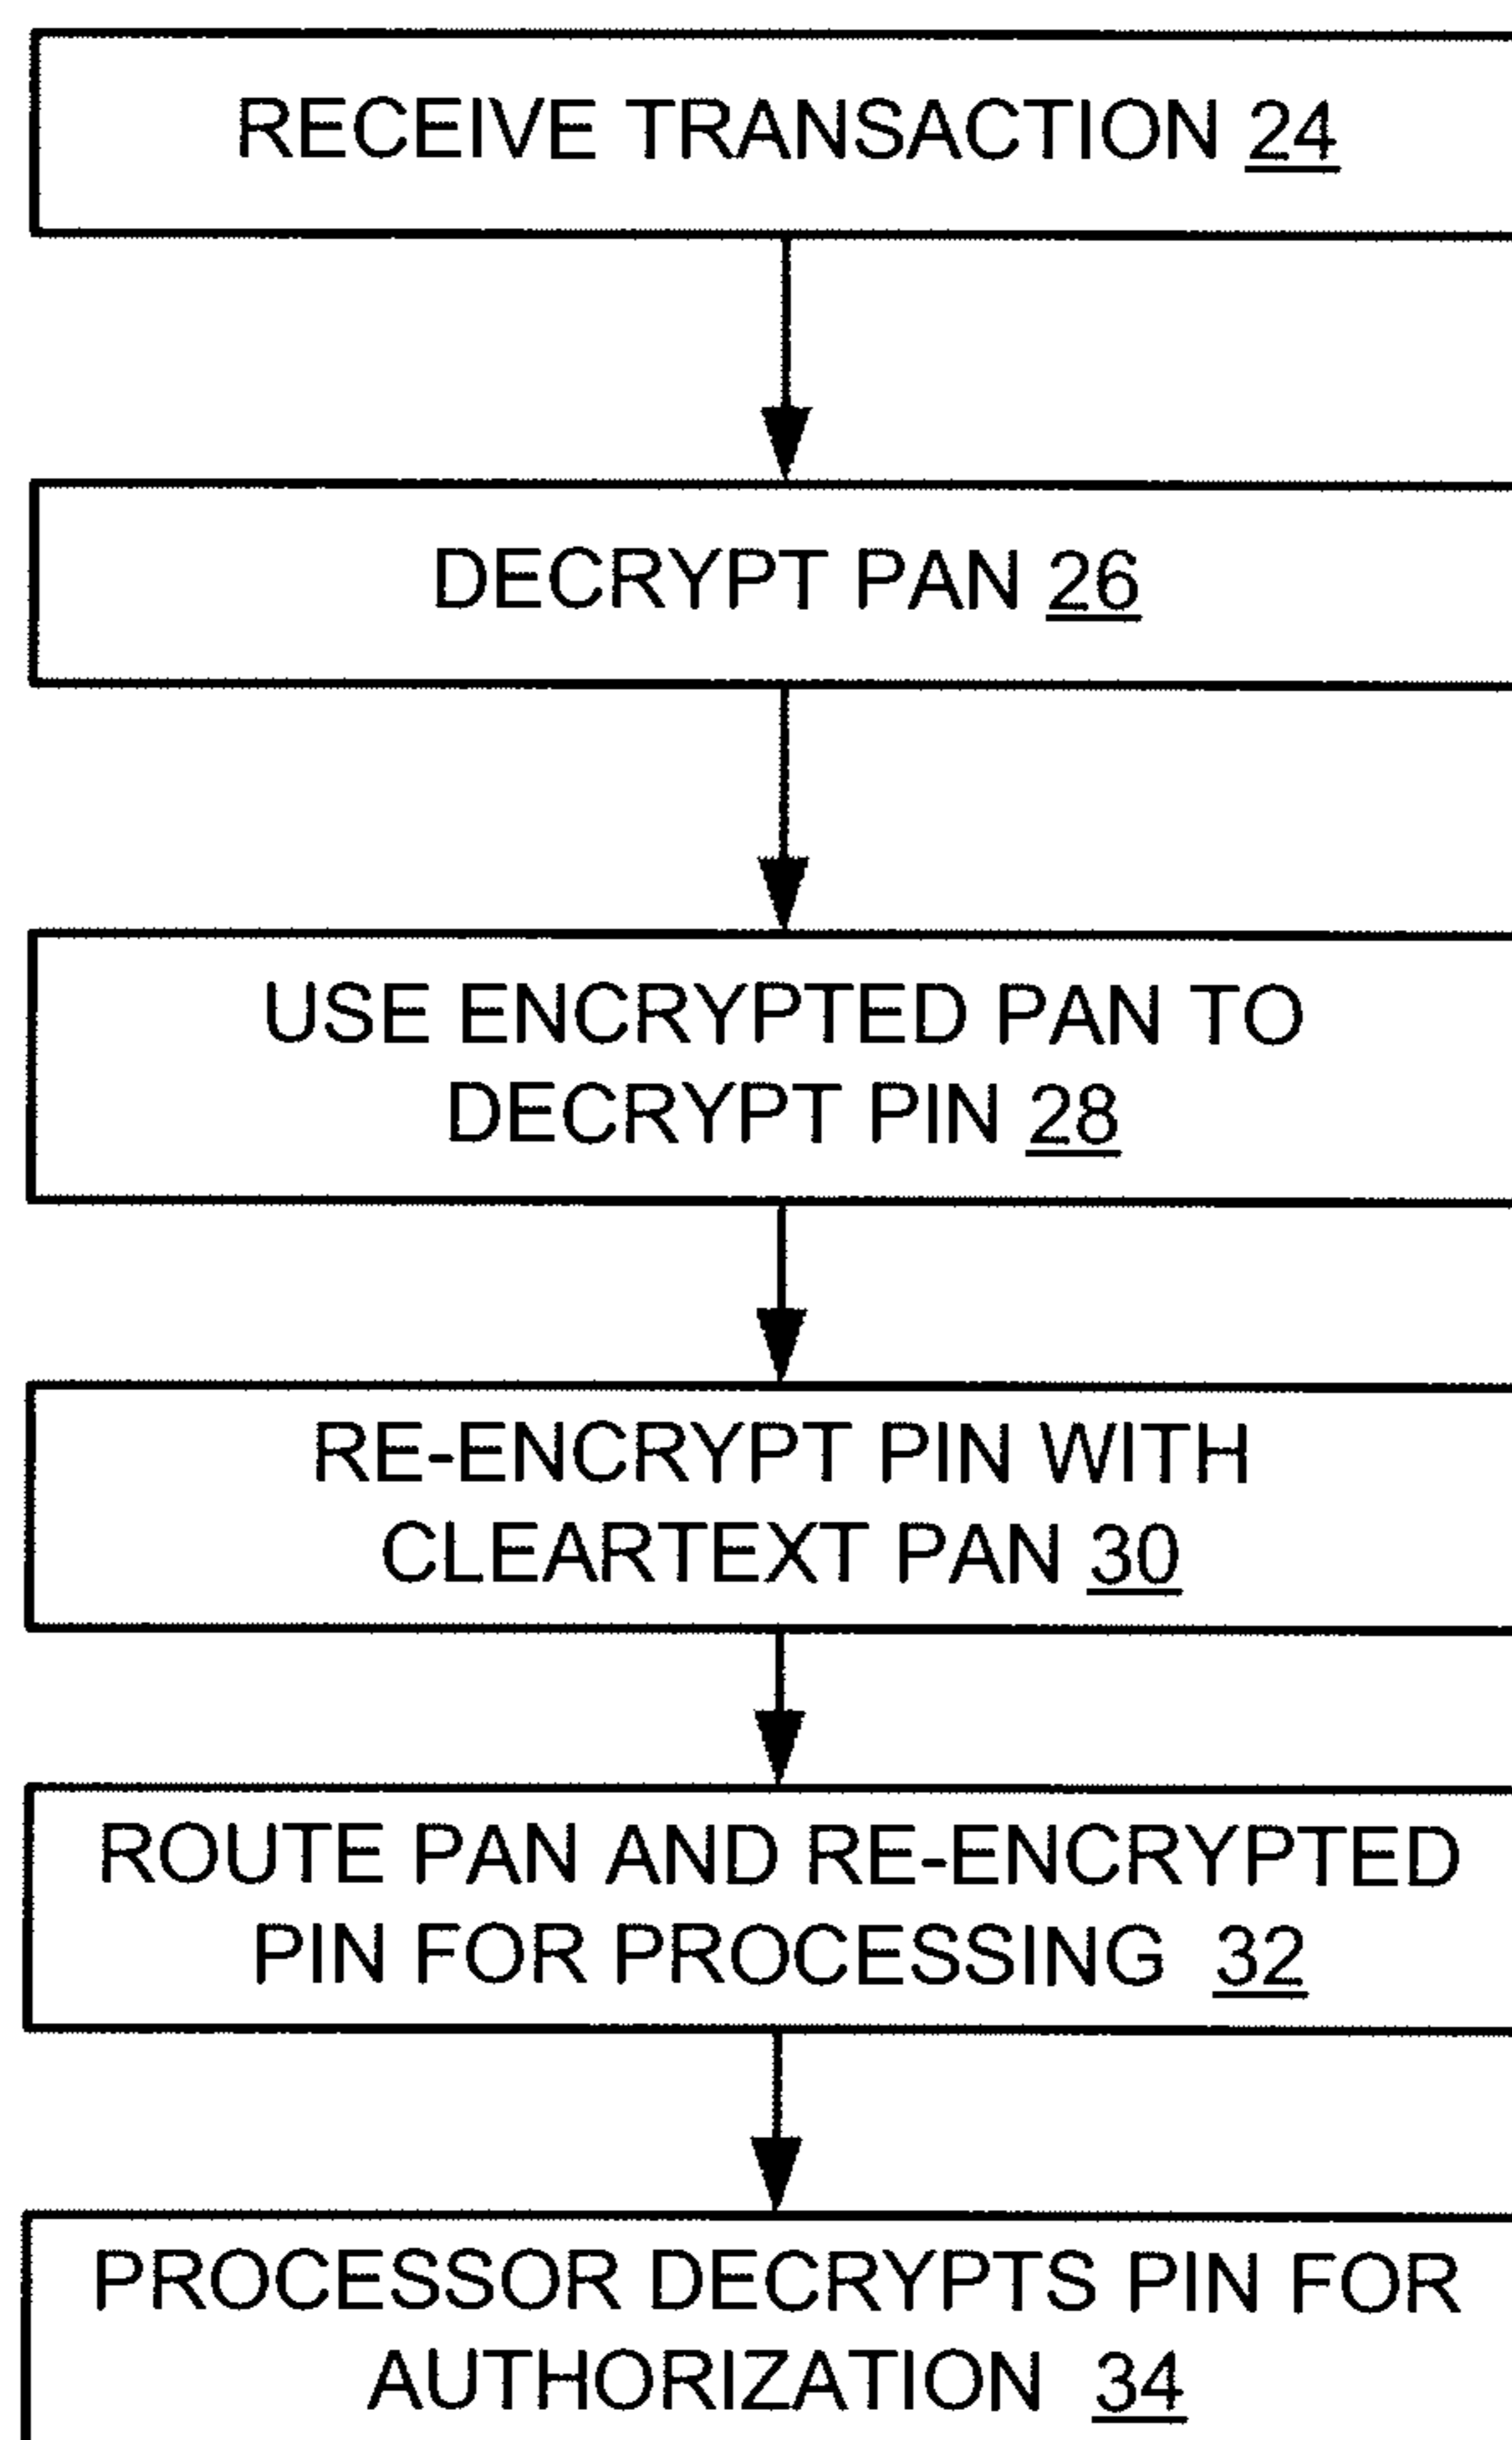 RECEIVE TRANSACTION 24
DECRYPT PAN 26
USE ENCRYPTED PAN TO
DECRYPT PIN 28
RE-ENCRYPT PIN WITH
CLEARTEXT PAN 30
ROUTE PAN AND RE-ENCRYPTED
PIN FOR PROCESSING 32
PROCESSOR DECRYPTS PIN FOR
AUTHORIZATION 34